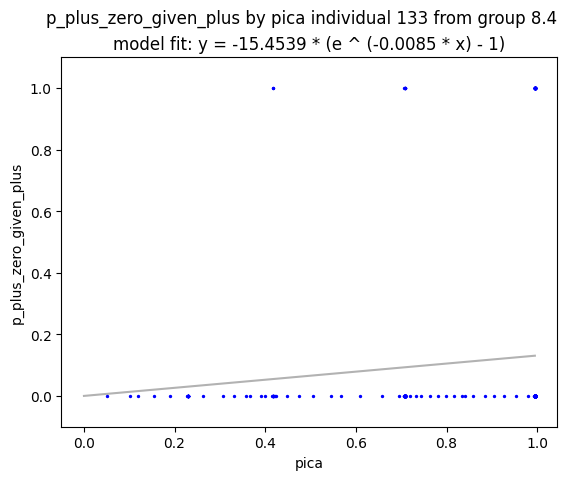 p_plus_zero_given_plus by pica individual 133 from group 8.4
model fit: y = -15.4539 * (e ^ (-0.0085 * x) - 1)
1.0
0.8
0.6
0.4
0.2
0.0
p_plus_zero_given_plus
0.0 0.2 0.4 0.6 0.8 1.0
pica